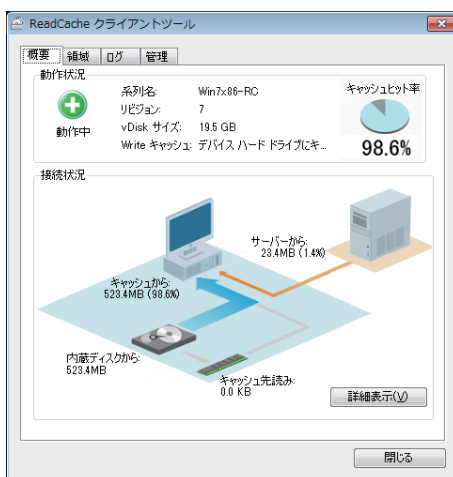 ReadCache クライアントツール
概要 領域 ログ 管理
動作状況
動作中
系列名: Win7x86-RC
リビジョン: 7
vDisk サイズ: 19.5 GB
Write キャッシュ: デバイス ハード ドライブにキ...
キャッシュヒット率
98.6%
接続状況
サーバーから:
23.4MB (1.4%)
キャッシュから:
523.4MB (98.6%)
内蔵ディスクから:
523.4MB
キャッシュ先読み:
0.0 KB
詳細表示(V)
閉じる